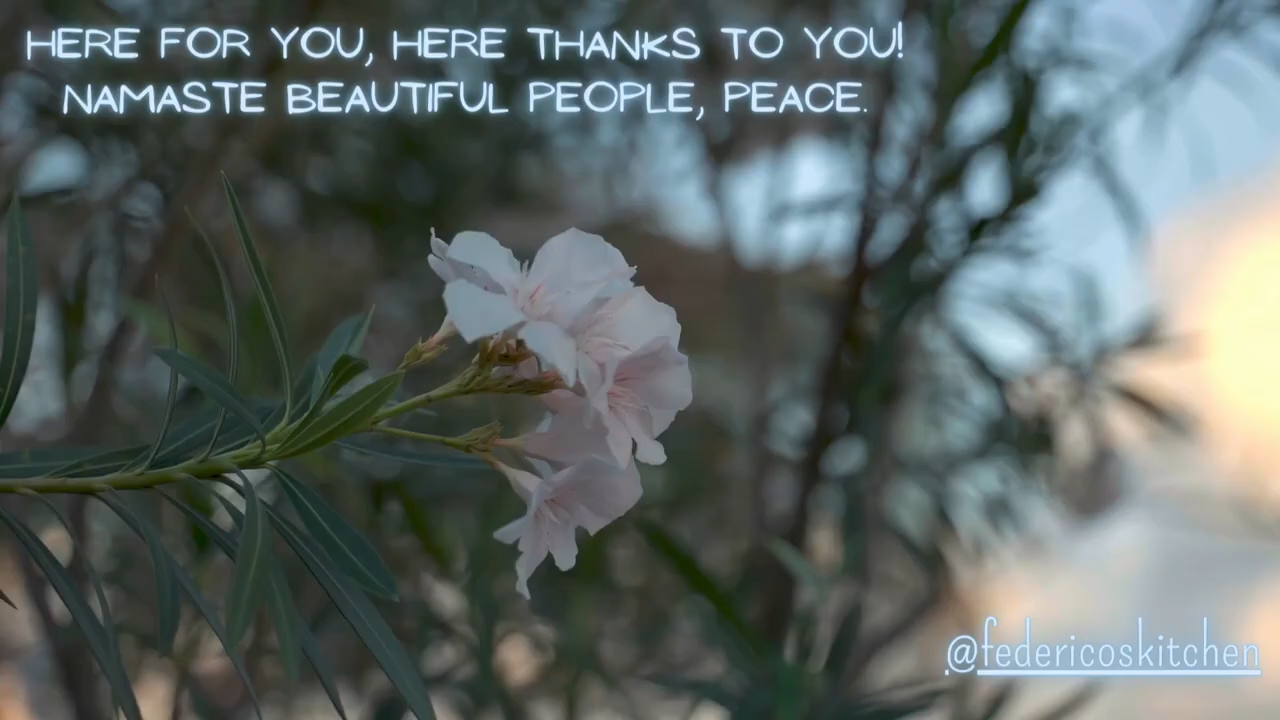 HERE FOR YOU, HERE THANKS TO YOU!
NAMASTE BEAUTIFUL PEOPLE, PEACE.
@federicoskitchen